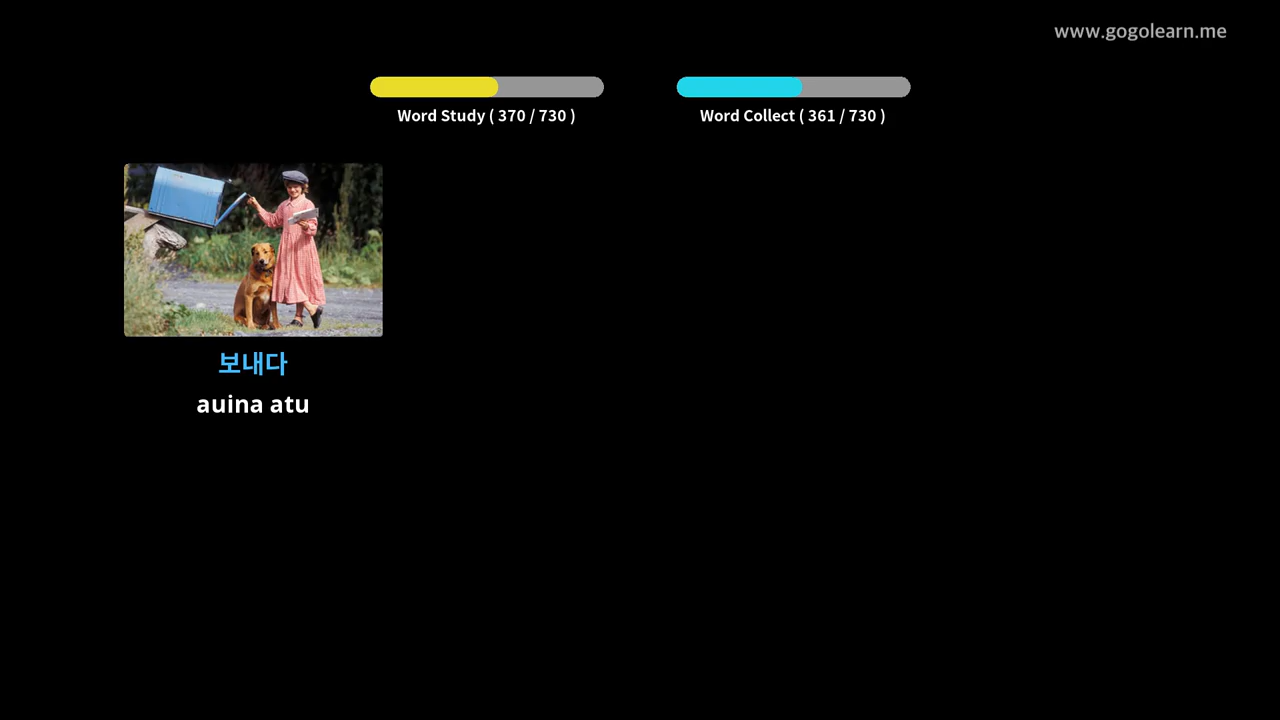 www.gogolearn.me
Word Study ( 370 / 730 )
Word Collect ( 361 / 730 )
보내다
auina atu